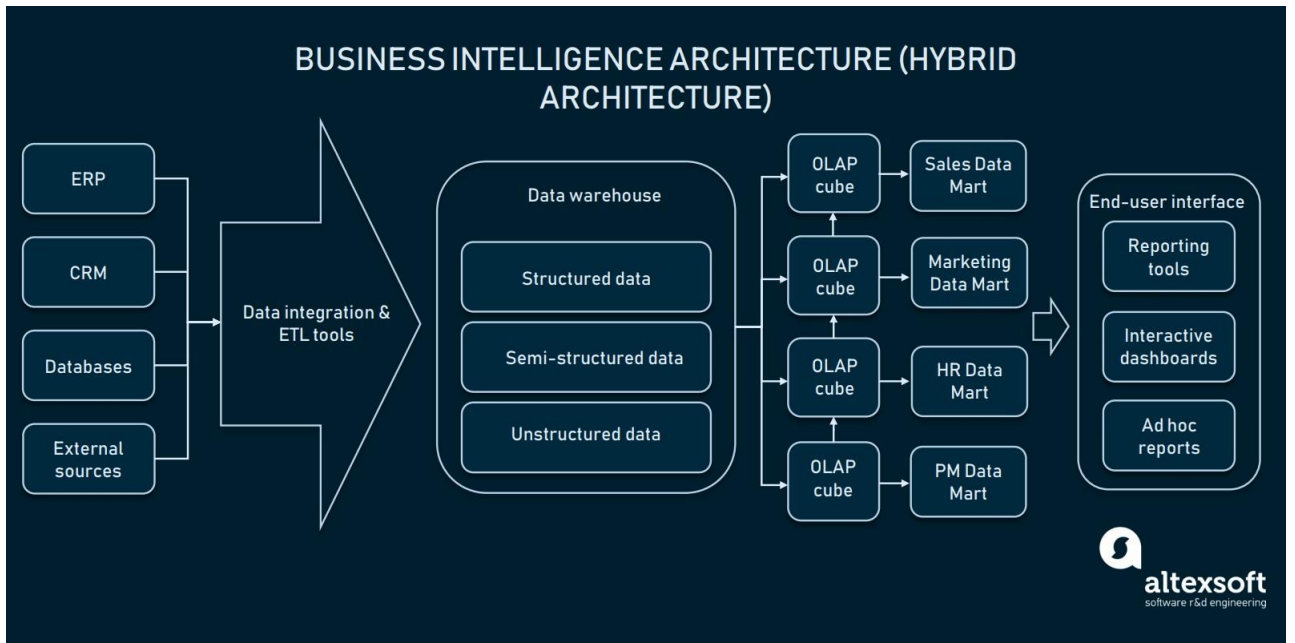 BUSINESS INTELLIGENCE ARCHITECTURE (HYBRID
ARCHITECTURE)
ERP
CRM
Databases
External
sources
Data integration &
ETL tools
Data warehouse
Structured data
Semi-structured data
Unstructured data
OLAP
cube
Sales Data
Mart
OLAP
cube
Marketing
Data Mart
OLAP
cube
HR Data
Mart
OLAP
cube
PM Data
Mart
End-user interface
Reporting
tools
Interactive
dashboards
Ad hoc
reports
altexsoft
software r&d engineering